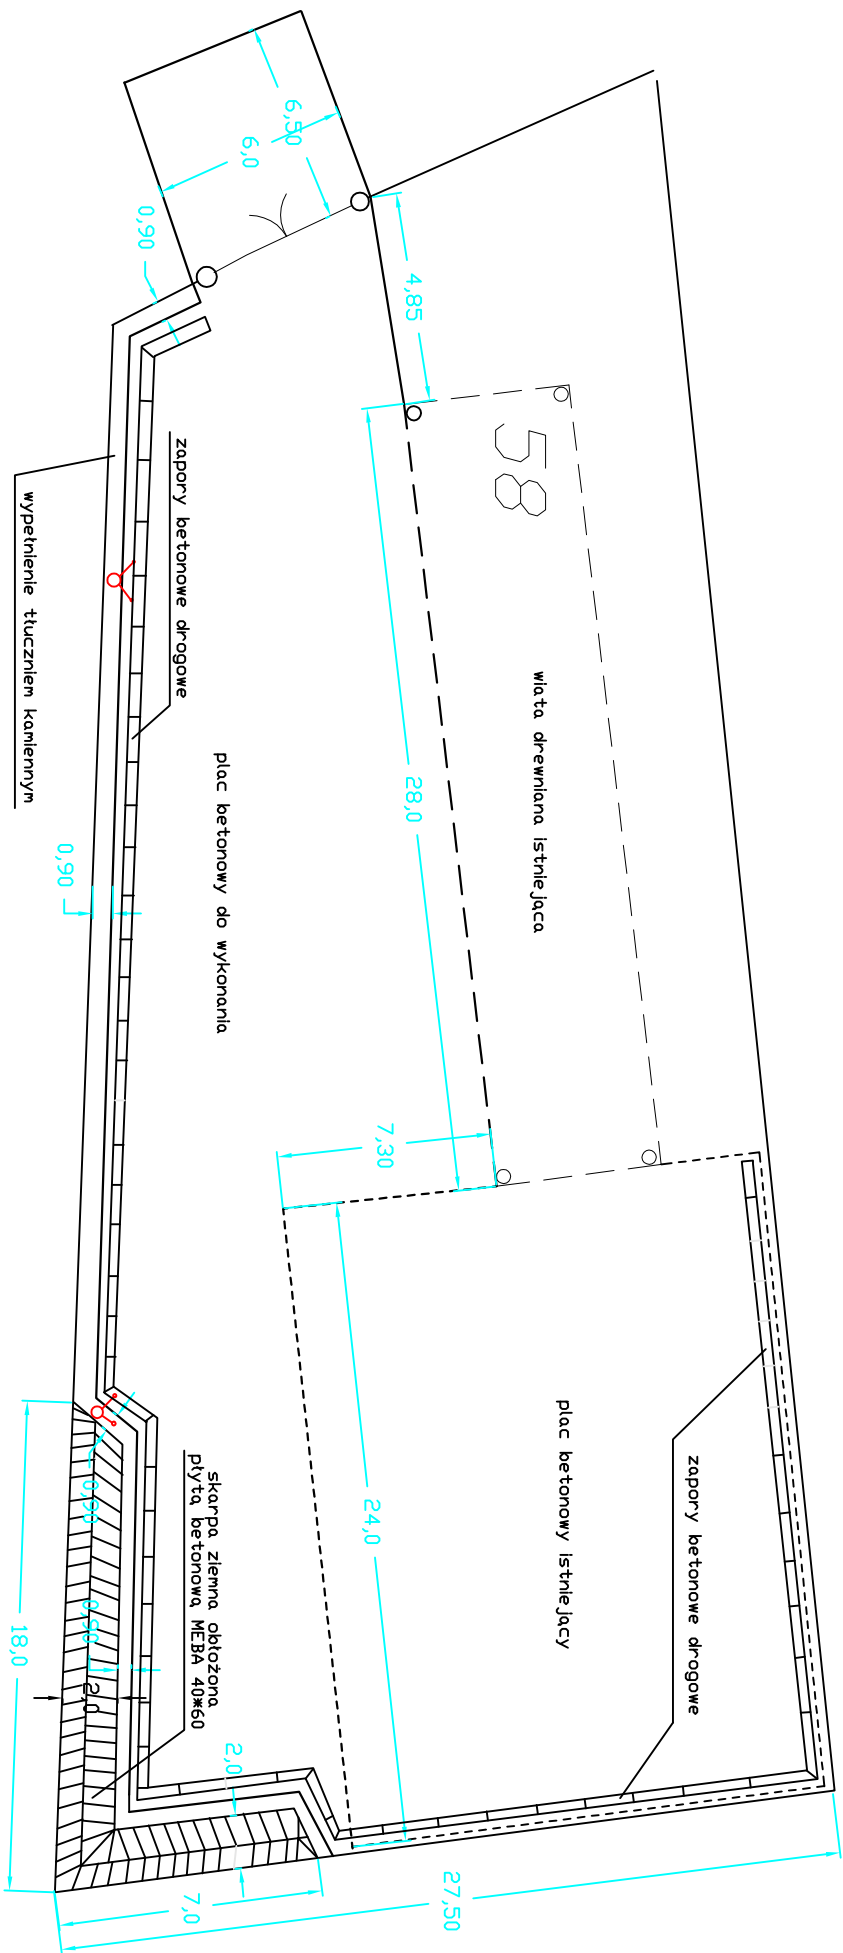 6,50
6,0
0,90
4,85
58
zapory betonowe drogowe
wypełnienie tłuczniem kamiennym
wiata drewniana istniejąca
28,0
plac betonowy do wykonania
0,90
7,30
plac betonowy istniejący
zapory betonowe drogowe
24,0
skarpa ziemna obłożona
płytą betonową MEBA 40*60
0,90
0,90
2,0
18,0
2,0
7,0
27,50